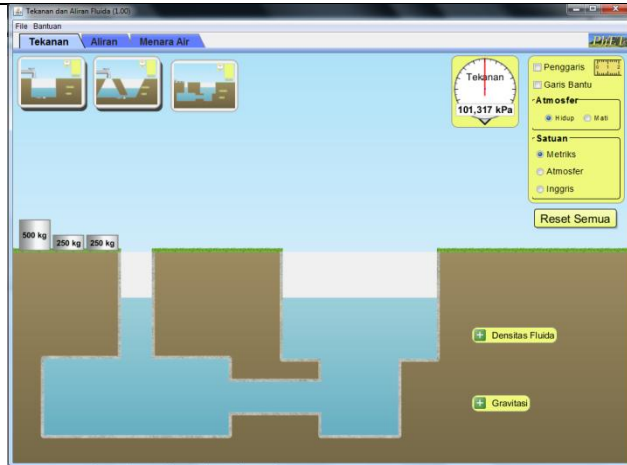 Tekanan dan Aliran Fluida (1.00)
File Bantuan
Tekanan Aliran Menara Air
Tekanan
101,317 kPa
Penggaris
Garis Bantu
Atmosfer
Hidup Mati
Satuan
Metriks
Atmosfer
Inggris
Reset Semua
500 kg
250 kg 250 kg
Densitas Fluida
Gravitasi